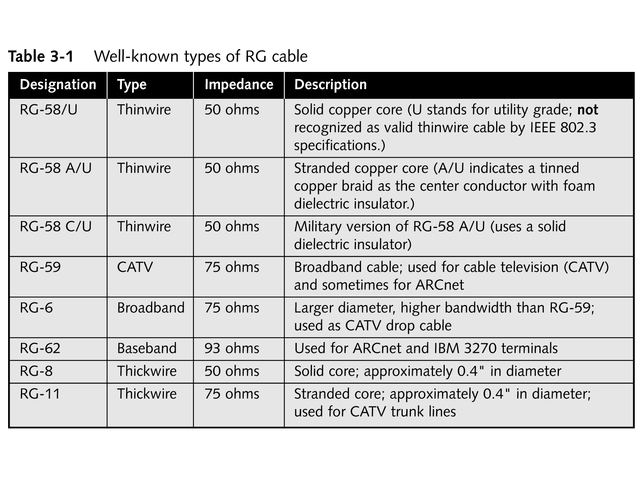 Table 3-1 Well-known types of RG cable
Designation Type Impedance Description
RG-58/U Thinwire 50 ohms Solid copper core (U stands for utility grade; not
recognized as valid thinwire cable by IEEE 802.3
specifications.)
RG-58 A/U Thinwire 50 ohms Stranded copper core (A/U indicates a tinned
copper braid as the center conductor with foam
dielectric insulator.)
RG-58 C/U Thinwire 50 ohms Military version of RG-58 A/U (uses a solid
dielectric insulator)
RG-59 CATV 75 ohms Broadband cable; used for cable television (CATV)
and sometimes for ARCnet
RG-6 Broadband 75 ohms Larger diameter, higher bandwidth than RG-59;
used as CATV drop cable
RG-62 Baseband 93 ohms Used for ARCnet and IBM 3270 terminals
RG-8 Thickwire 50 ohms Solid core; approximately 0.4" in diameter
RG-11 Thickwire 75 ohms Stranded core; approximately 0.4" in diameter;
used for CATV trunk lines